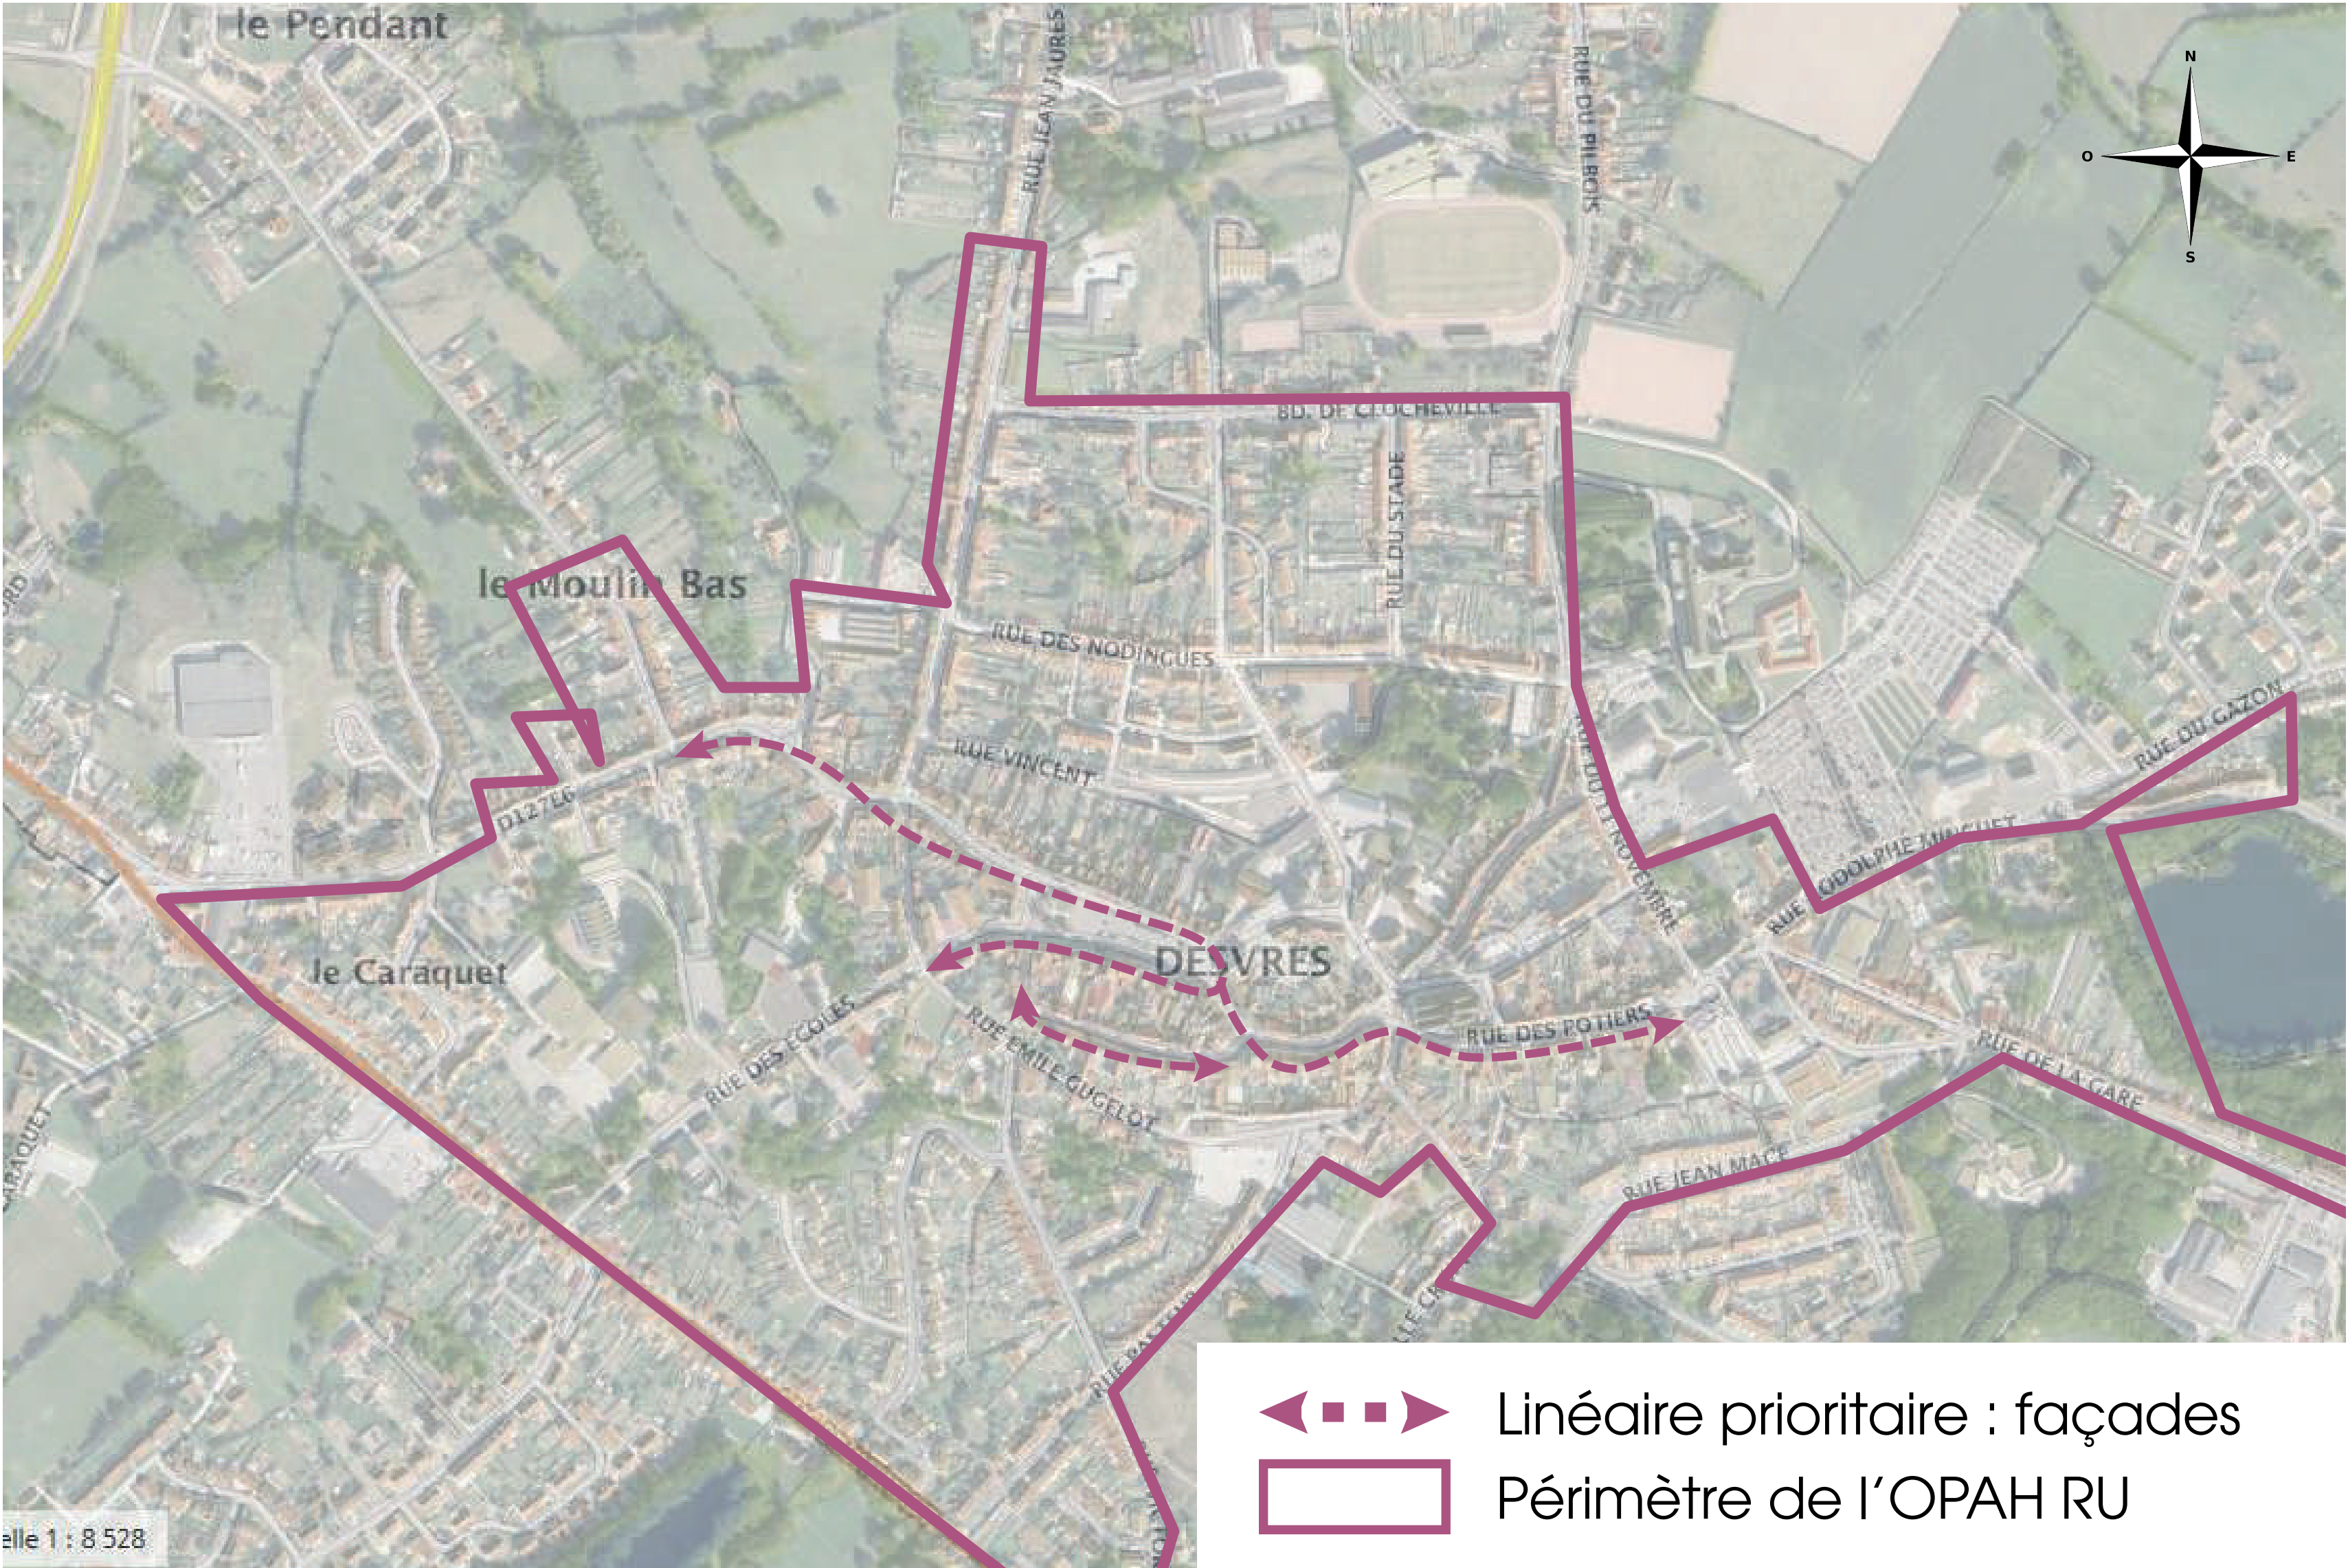 le Pendant
RUE JEAN JAURES
RUE DU PILBOIS
N
O
E
S
BD. DE CLOCHEVILLE
RUE DU STADE
le Moulin Bas
RUE DES NODINGUES
RUE VINCENT
RUE DU 11 NOVEMBRE
RUE DU GAZON
D127E6
RUE RODOLPHE MINGUET
DESVRES
le Caraquet
RUE DES ECOLES
RUE EMILE GUGELOT
RUE DES POTIERS
RUE DE LA GARE
RUE JEAN MACE
CARAQUET
RUE
Linéaire prioritaire : façades
Périmètre de l'OPAH RU
elle 1 : 8 528